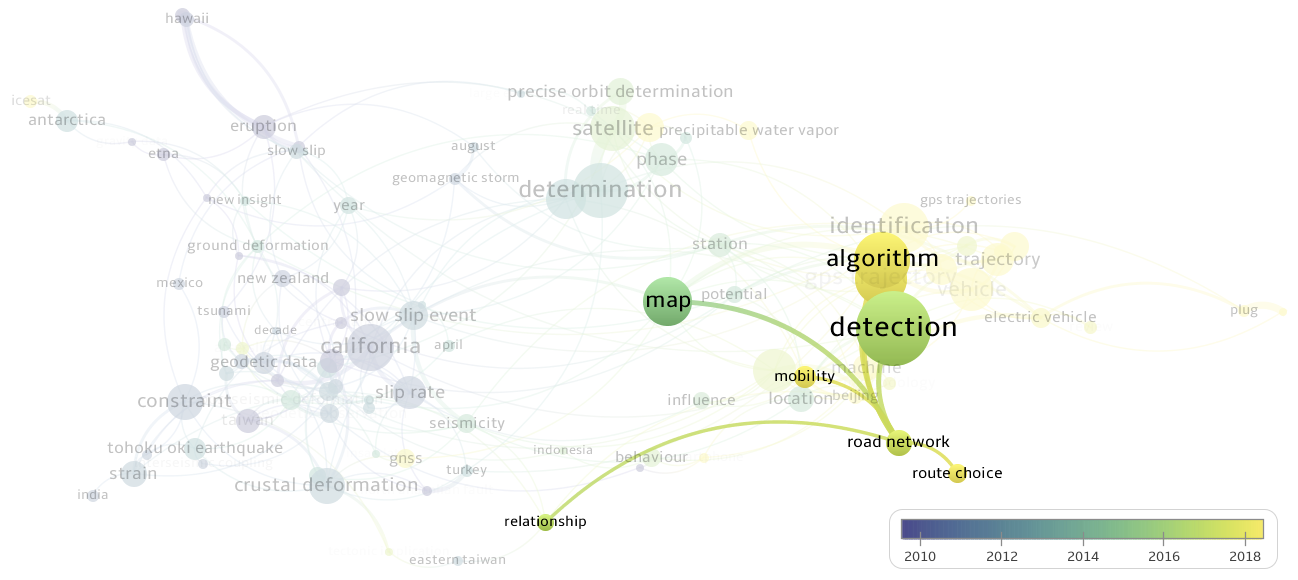 hawaii
precise orbit determination
icesat
real time
antarctica
eruption
satellite
precipitable water vapor
august
etna
slow slip
phase
geomagnetic storm
determination
new insight
year
gps trajectories
identification
ground deformation
station
algorithm
trajectory
new zealand
gps trajectory
mexico
vehicle
potential
map
tsunami
slow slip event
electric vehicle
plug
decade
detection
california
april
geodetic data
machine
mobility
slip rate
constraint
influence
location
beijing
taiwan
seismicity
road network
tohoku oki earthquake
indonesia
gnss
behaviour
strain
turkey
route choice
crustal deformation
india
relationship
eastern taiwan
2010
2012
2014
2016
2018